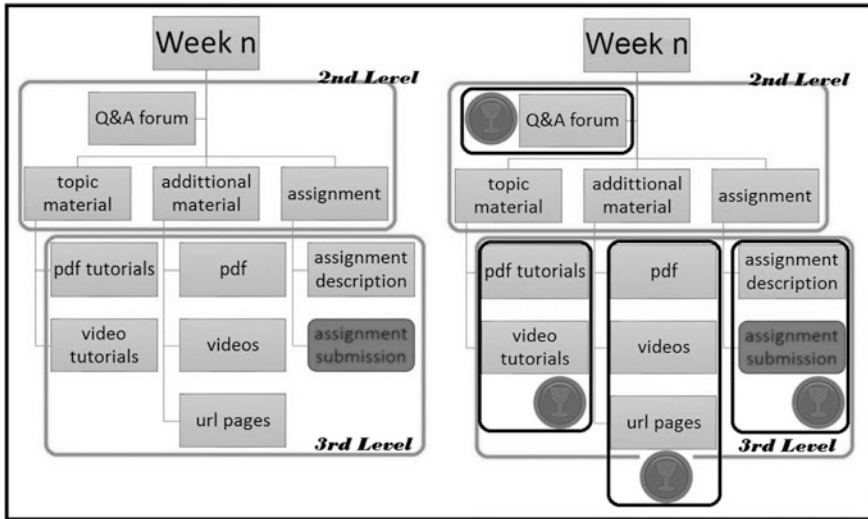 Week n
2nd Level
Q&A forum
topic
material
addittional
material
assignment
pdf tutorials
pdf
assignment
description
video
tutorials
videos
assignment
submission
url pages
3rd Level
Week n
2nd Level
Q&A forum
topic
material
addittional
material
assignment
pdf tutorials
pdf
assignment
description
video
tutorials
videos
assignment
submission
url pages
3rd Level